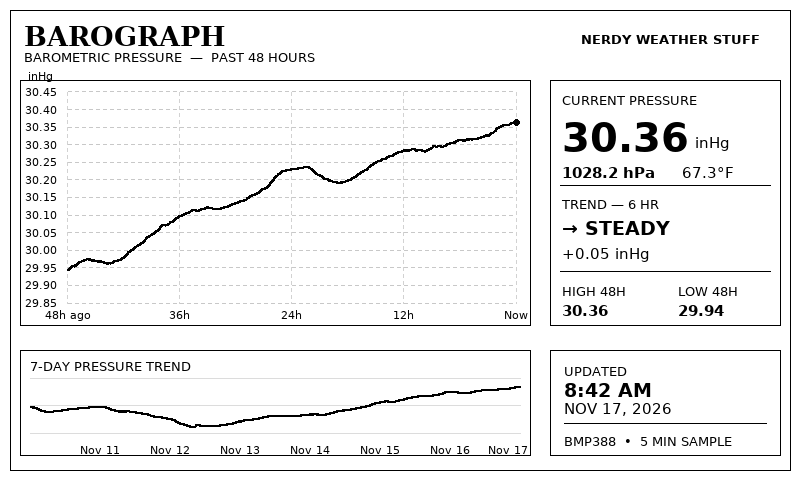 BAROGRAPH
BAROMETRIC PRESSURE — PAST 48 HOURS
NERDY WEATHER STUFF
inHg
30.45
30.40
30.35
30.30
30.25
30.20
30.15
30.10
30.05
30.00
29.95
29.90
29.85
48h ago 36h 24h 12h Now
CURRENT PRESSURE
30.36 inHg
1028.2 hPa 67.3°F
TREND — 6 HR
→ STEADY
+0.05 inHg
HIGH 48H LOW 48H
30.36 29.94
7-DAY PRESSURE TREND
Nov 11 Nov 12 Nov 13 Nov 14 Nov 15 Nov 16 Nov 17
UPDATED
8:42 AM
NOV 17, 2026
BMP388 • 5 MIN SAMPLE